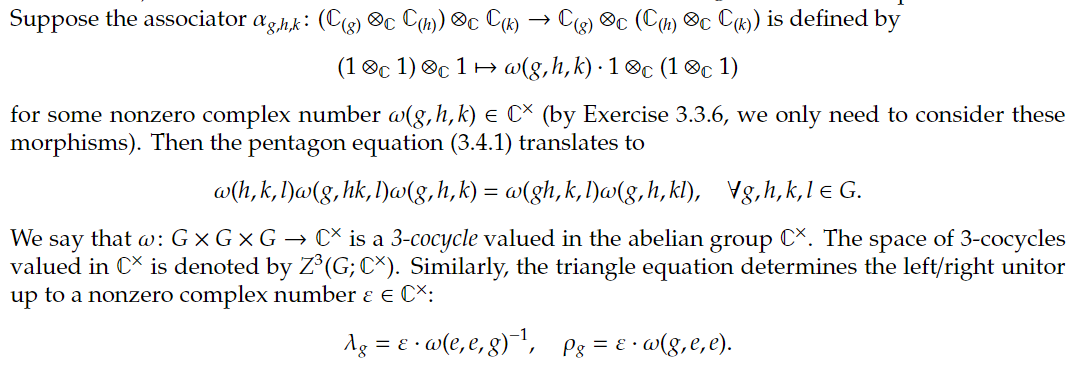 Suppose the associator α_{g,h,k}: (ℂ_{(g)} ⊗_ℂ ℂ_{(h)}) ⊗_ℂ ℂ_{(k)} → ℂ_{(g)} ⊗_ℂ (ℂ_{(h)} ⊗_ℂ ℂ_{(k)}) is defined by
(1 ⊗_ℂ 1) ⊗_ℂ 1 ↦ ω(g, h, k) · 1 ⊗_ℂ (1 ⊗_ℂ 1)
for some nonzero complex number ω(g, h, k) ∈ ℂ^× (by Exercise 3.3.6, we only need to consider these
morphisms). Then the pentagon equation (3.4.1) translates to
ω(h, k, l)ω(g, hk, l)ω(g, h, k) = ω(gh, k, l)ω(g, h, kl), ∀g, h, k, l ∈ G.
We say that ω: G × G × G → ℂ^× is a 3-cocycle valued in the abelian group ℂ^×. The space of 3-cocycles
valued in ℂ^× is denoted by Z^3(G; ℂ^×). Similarly, the triangle equation determines the left/right unitor
up to a nonzero complex number ε ∈ ℂ^×:
λ_g = ε · ω(e, e, g)^{-1}, ρ_g = ε · ω(g, e, e).